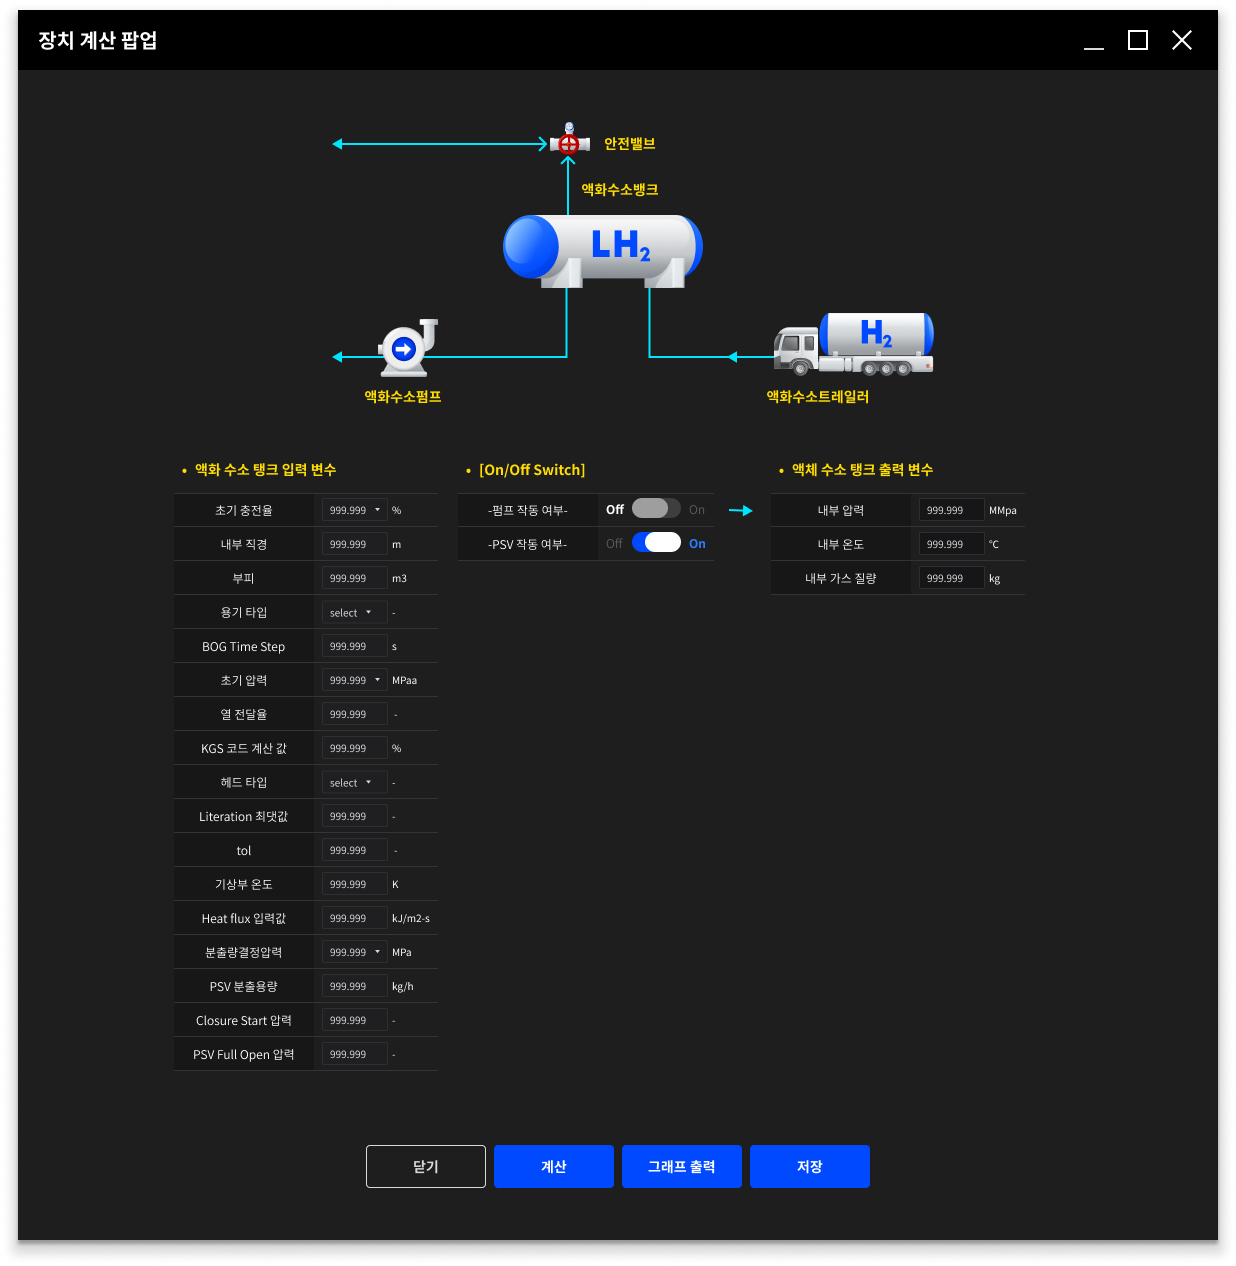 장치 계산 팝업
안전밸브
액화수소뱅크
LH2
H2
액화수소펌프
액화수소트레일러
• 액화 수소 탱크 입력 변수
초기 충전율 999.999 %
내부 직경 999.999 m
부피 999.999 m3
용기 타입 select -
BOG Time Step 999.999 s
초기 압력 999.999 MPaa
열 전달율 999.999 -
KGS 코드 계산 값 999.999 %
헤드 타입 select -
Literation 최댓값 999.999 -
tol 999.999 -
기상부 온도 999.999 K
Heat flux 입력값 999.999 kJ/m2-s
분출량결정압력 999.999 MPa
PSV 분출용량 999.999 kg/h
Closure Start 압력 999.999 -
PSV Full Open 압력 999.999 -
• [On/Off Switch]
-펌프 작동 여부- Off On
-PSV 작동 여부- Off On
• 액체 수소 탱크 출력 변수
내부 압력 999.999 MMpa
내부 온도 999.999 °C
내부 가스 질량 999.999 kg
닫기
계산
그래프 출력
저장